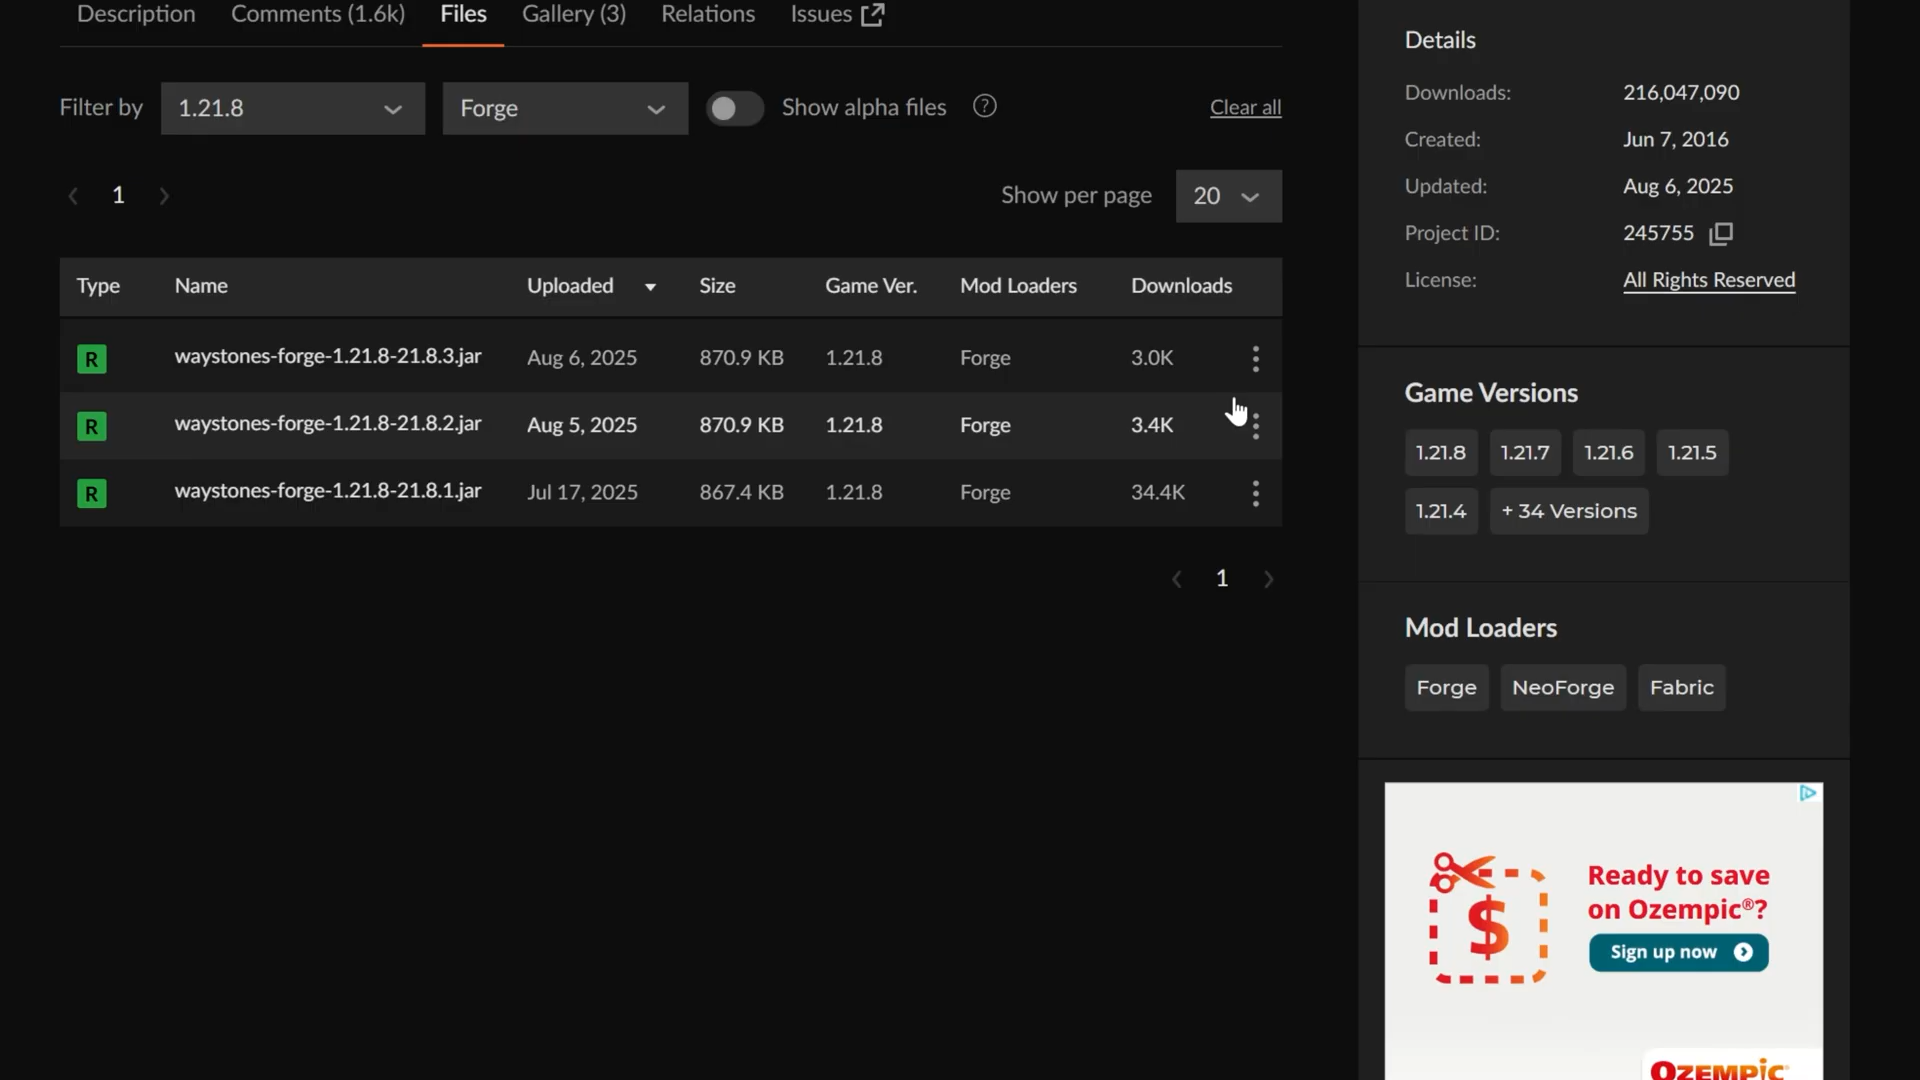 Description Comments (1.6k) Files Gallery (3) Relations Issues
Filter by 1.21.8 Forge Show alpha files ? Clear all
1 Show per page 20
Type Name Uploaded Size Game Ver. Mod Loaders Downloads
R waystones-forge-1.21.8-21.8.3.jar Aug 6, 2025 870.9 KB 1.21.8 Forge 3.0K
R waystones-forge-1.21.8-21.8.2.jar Aug 5, 2025 870.9 KB 1.21.8 Forge 3.4K
R waystones-forge-1.21.8-21.8.1.jar Jul 17, 2025 867.4 KB 1.21.8 Forge 34.4K
1
Details
Downloads: 216,047,090
Created: Jun 7, 2016
Updated: Aug 6, 2025
Project ID: 245755
License: All Rights Reserved
Game Versions
1.21.8 1.21.7 1.21.6 1.21.5
1.21.4 + 34 Versions
Mod Loaders
Forge NeoForge Fabric
Ready to save
on Ozempic®?
$
Sign up now
OZEMPIC